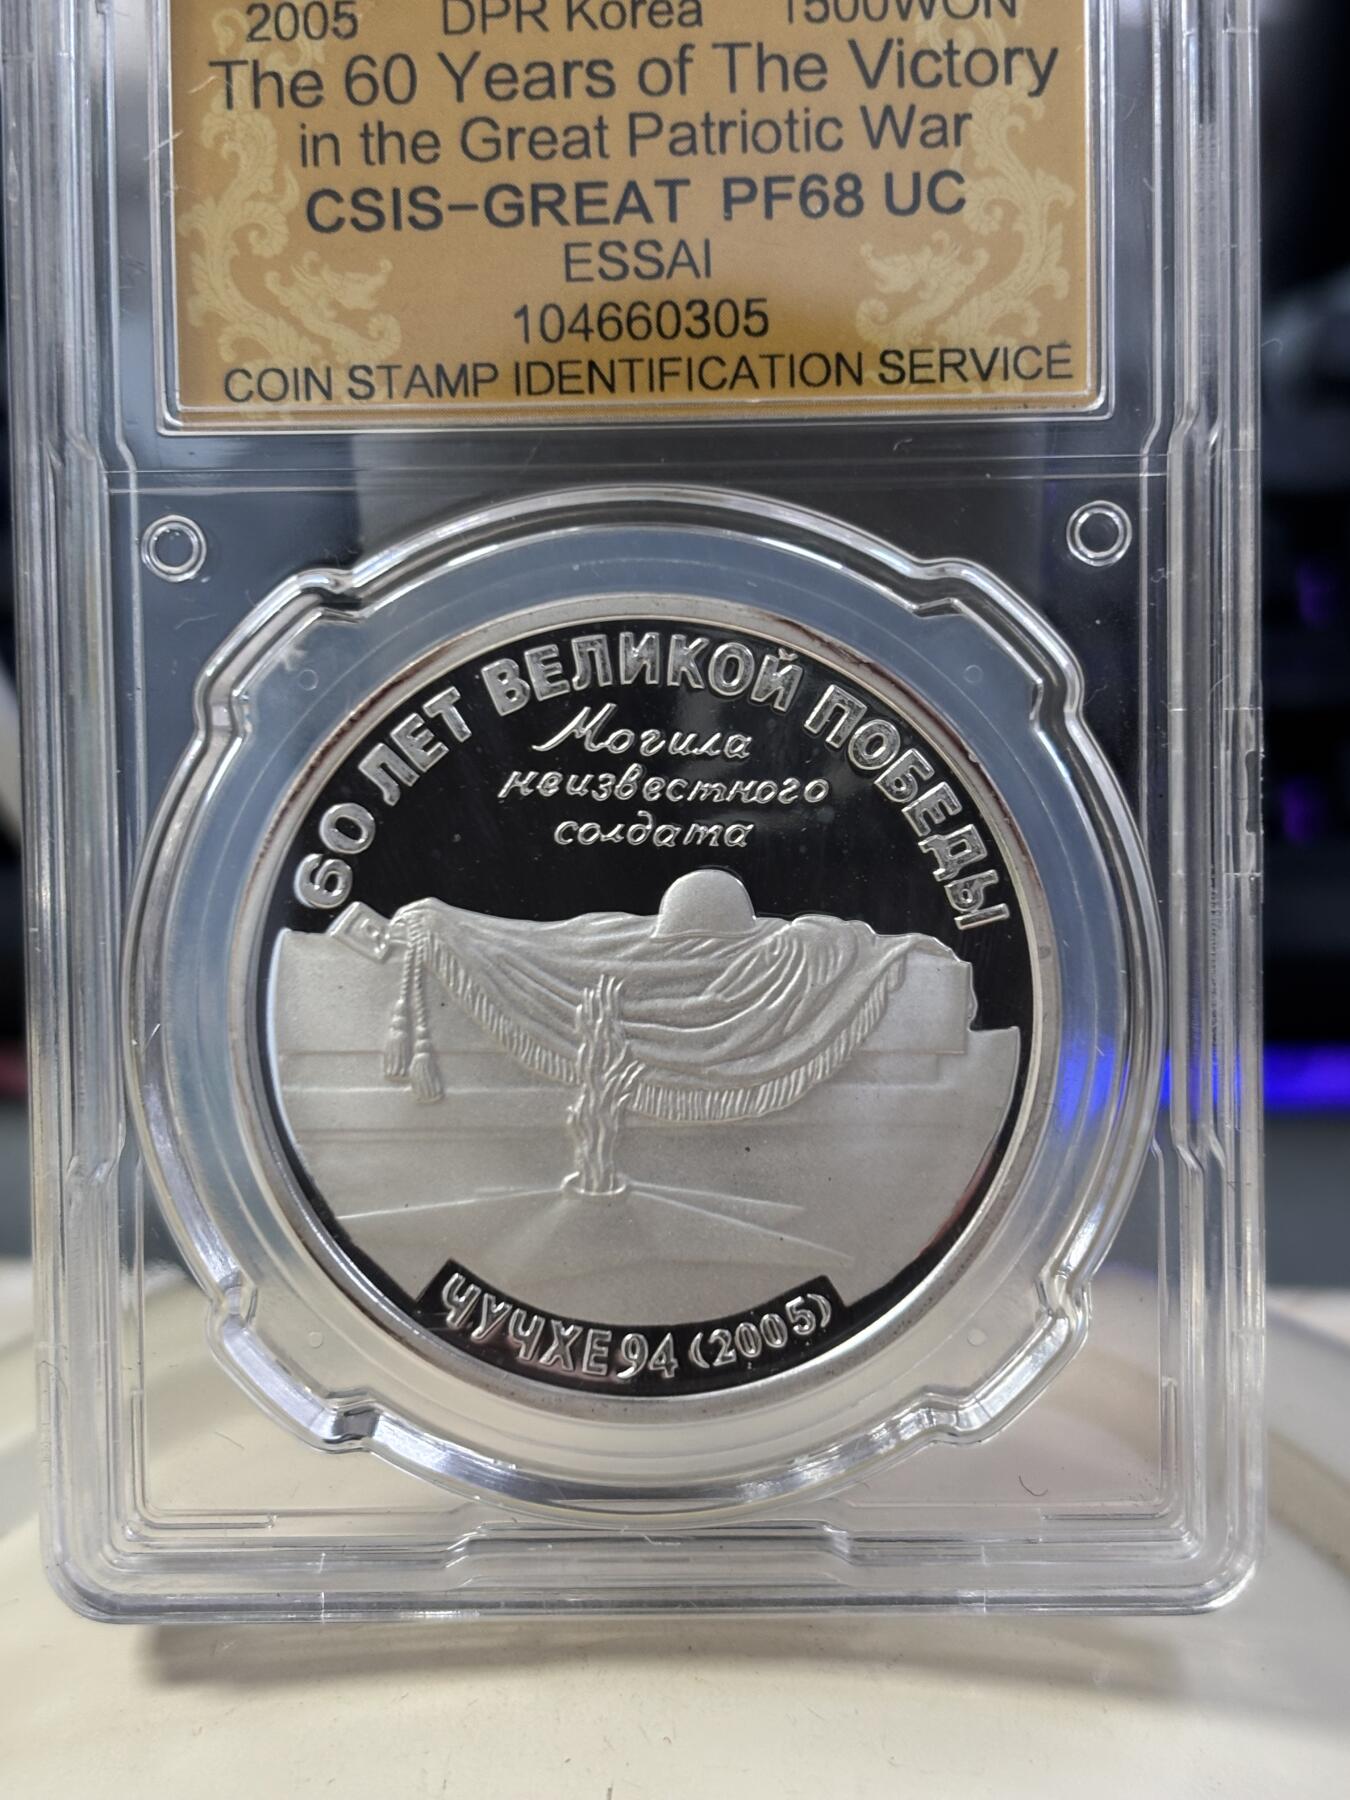 2005 DPR Korea 1500WON
The 60 Years of The Victory
in the Great Patriotic War
CSIS-GREAT PF68 UC
ESSAI
104660305
COIN STAMP IDENTIFICATION SERVICE
60 ЛЕТ ВЕЛИКОЙ ПОБЕДЫ
Могила
неизвестного
солдата
ЧУЧХЕ 94 (2005)